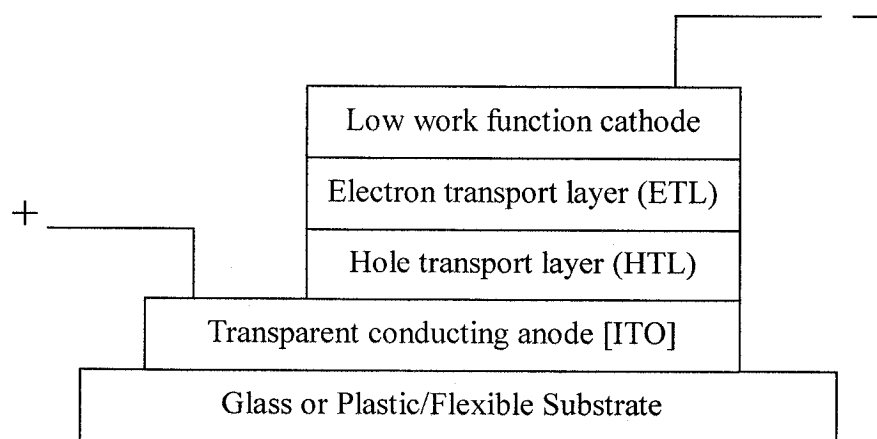 −
Low work function cathode
Electron transport layer (ETL)
+
Hole transport layer (HTL)
Transparent conducting anode [ITO]
Glass or Plastic/Flexible Substrate